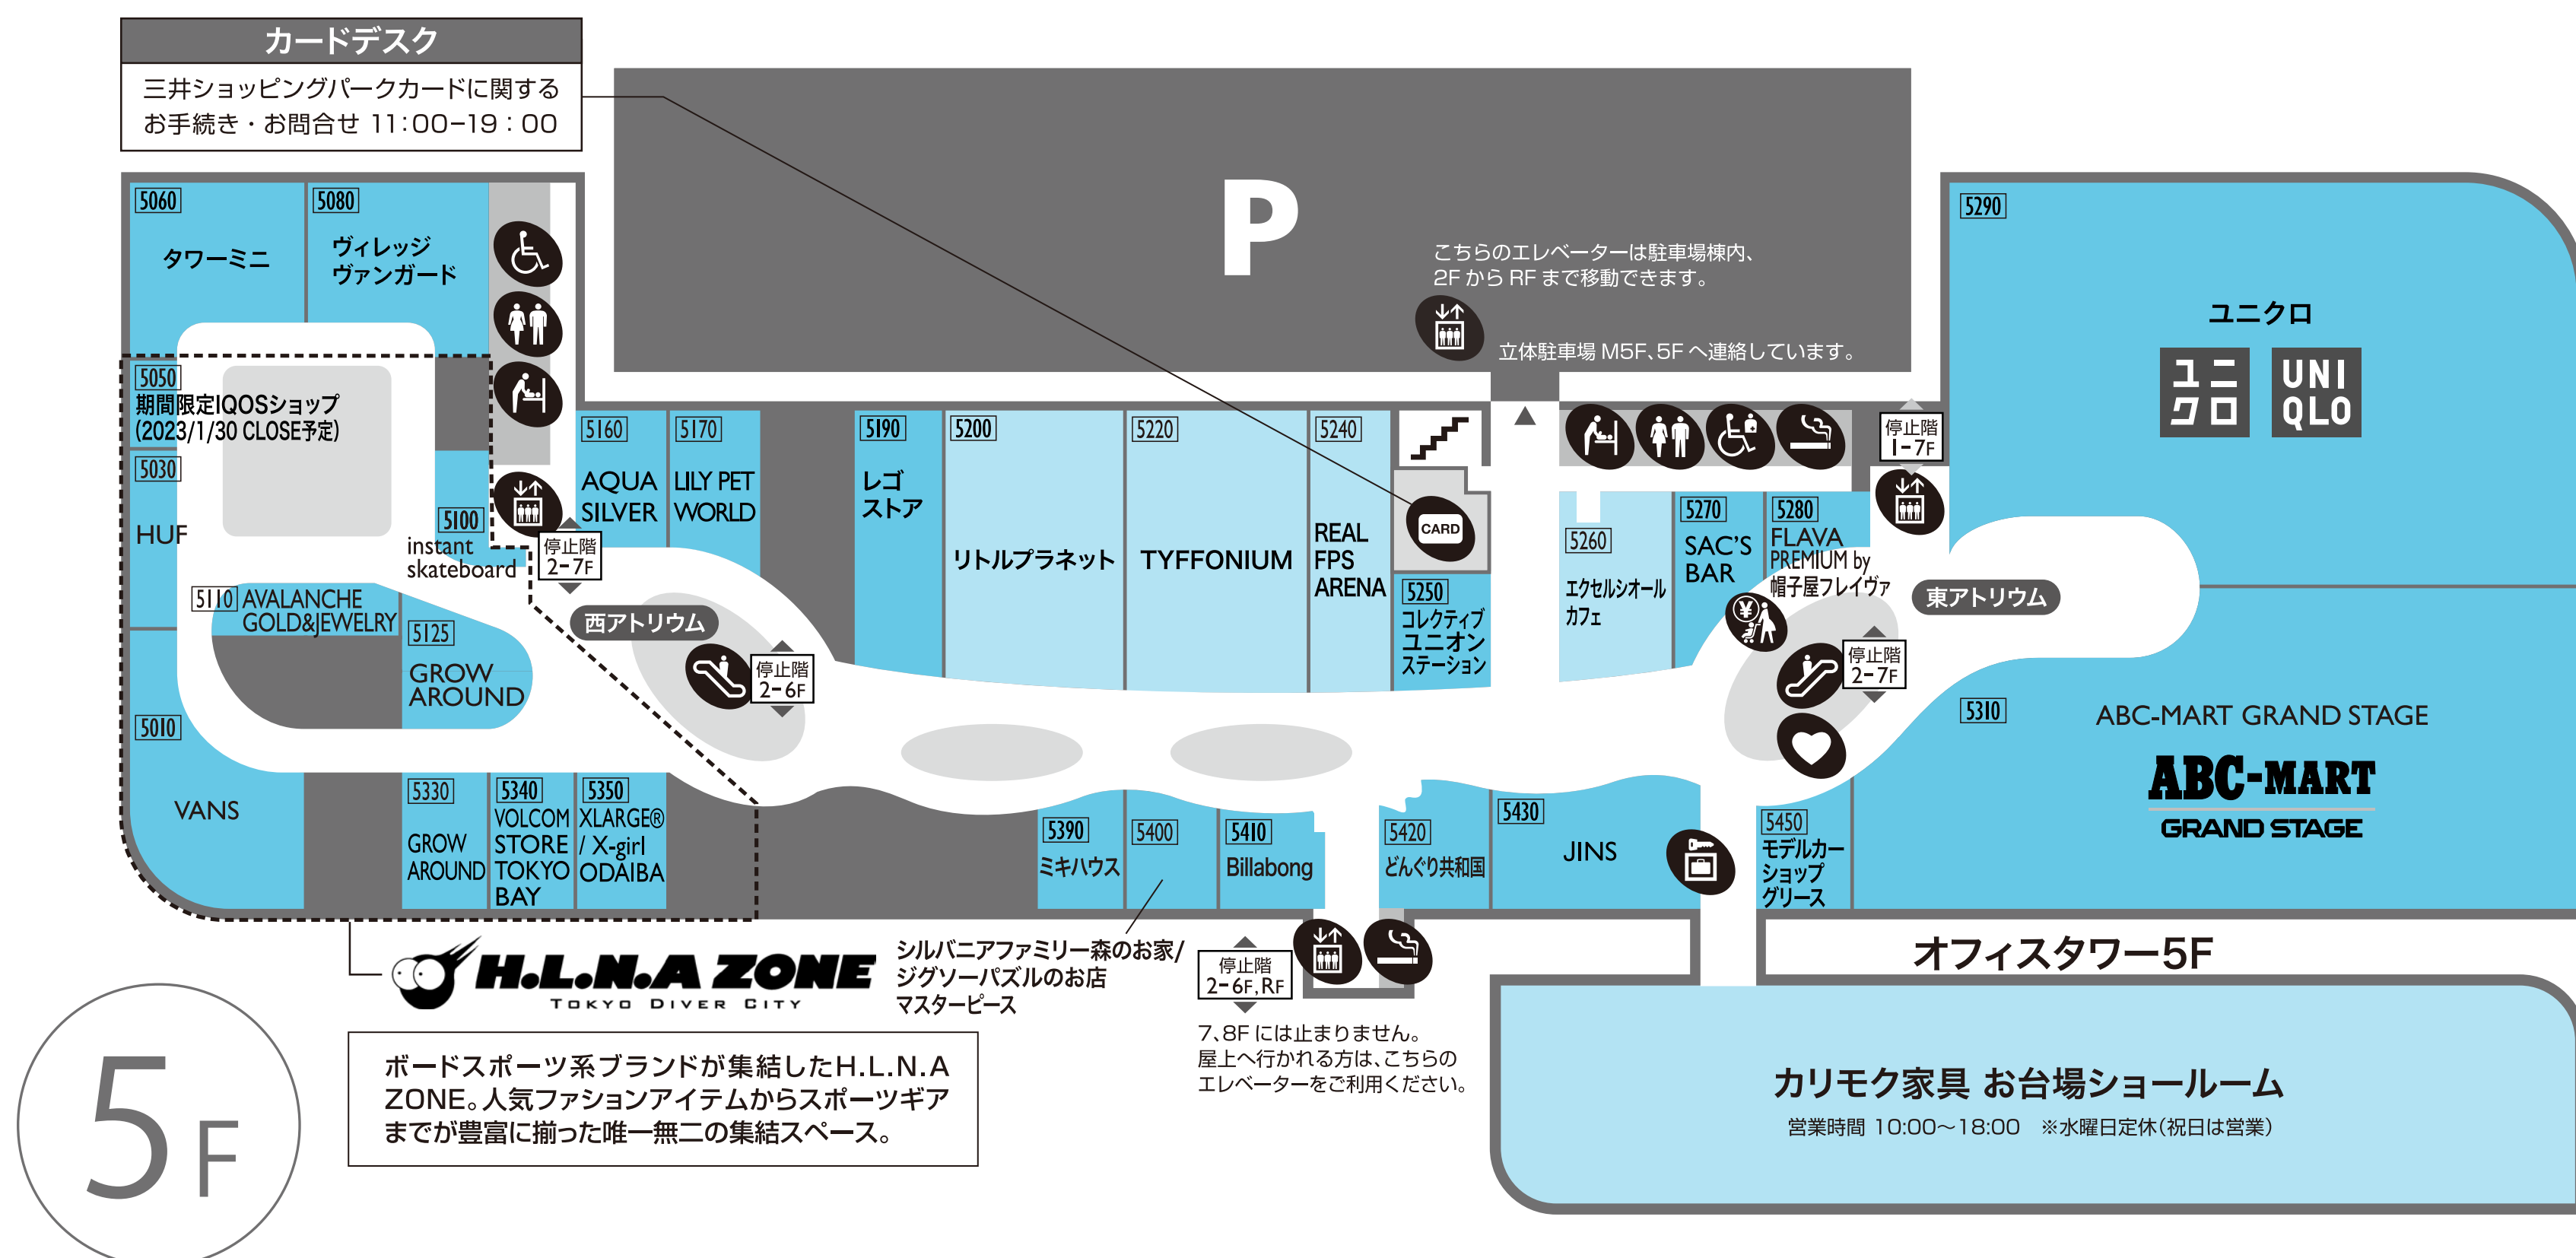 カードデスク
三井ショッピングパークカードに関する
お手続き・お問合せ 11:00-19:00
P
こちらのエレベーターは駐車場棟内、
2FからRFまで移動できます。
立体駐車場 M5F、5Fへ連絡しています。
5060
タワーミニ
5080
ヴィレッジ
ヴァンガード
5050
期間限定IQOSショップ
(2023/1/30 CLOSE予定)
5030
HUF
5100
instant
skateboard
停止階
2-7F
5110
AVALANCHE
GOLD&JEWELRY
5125
GROW
AROUND
5010
VANS
5160
AQUA
SILVER
5170
LILY PET
WORLD
西アトリウム
停止階
2-6F
5190
レゴ
ストア
5200
リトルプラネット
5220
TYFFONIUM
5240
REAL
FPS
ARENA
CARD
5250
コレクティブ
ユニオン
ステーション
5260
エクセルシオール
カフェ
5270
SAC'S
BAR
5280
FLAVA
PREMIUM by
帽子屋フレイヴァ
停止階
1-7F
¥
東アトリウム
停止階
2-7F
5290
ユニクロ
ユニ
クロ
UNI
QLO
5310
ABC-MART GRAND STAGE
ABC-MART
GRAND STAGE
5330
GROW
AROUND
5340
VOLCOM
STORE
TOKYO
BAY
5350
XLARGE®
/ X-girl
ODAIBA
5390
ミキハウス
5400
5410
Billabong
5420
どんぐり共和国
5430
JINS
5450
モデルカー
ショップ
グリース
H.L.N.A ZONE
TOKYO DIVER CITY
シルバニアファミリー森のお家/
ジグソーパズルのお店
マスターピース
停止階
2-6F,RF
7、8Fには止まりません。
屋上へ行かれる方は、こちらの
エレベーターをご利用ください。
オフィスタワー5F
カリモク家具 お台場ショールーム
営業時間 10:00～18:00 ※水曜日定休(祝日は営業)
5F
ボードスポーツ系ブランドが集結したH.L.N.A
ZONE。人気ファッションアイテムからスポーツギア
までが豊富に揃った唯一無二の集結スペース。